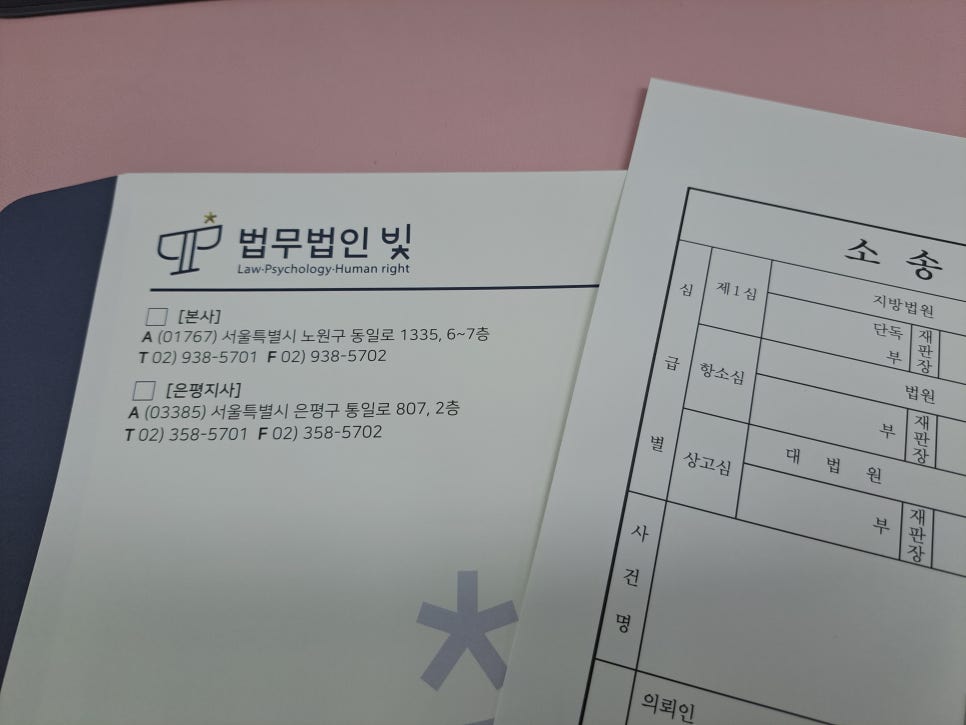 법무법인 빛
Law·Psychology·Human right
[본사]
A (01767) 서울특별시 노원구 동일로 1335, 6~7층
T 02) 938-5701 F 02) 938-5702
[은평지사]
A (03385) 서울특별시 은평구 통일로 807, 2층
T 02) 358-5701 F 02) 358-5702
소 송
심급별
제1심
지방법원
단독
부
재판장
항소심
법원
부
재판장
상고심
대 법 원
부
재판장
사건명
의뢰인